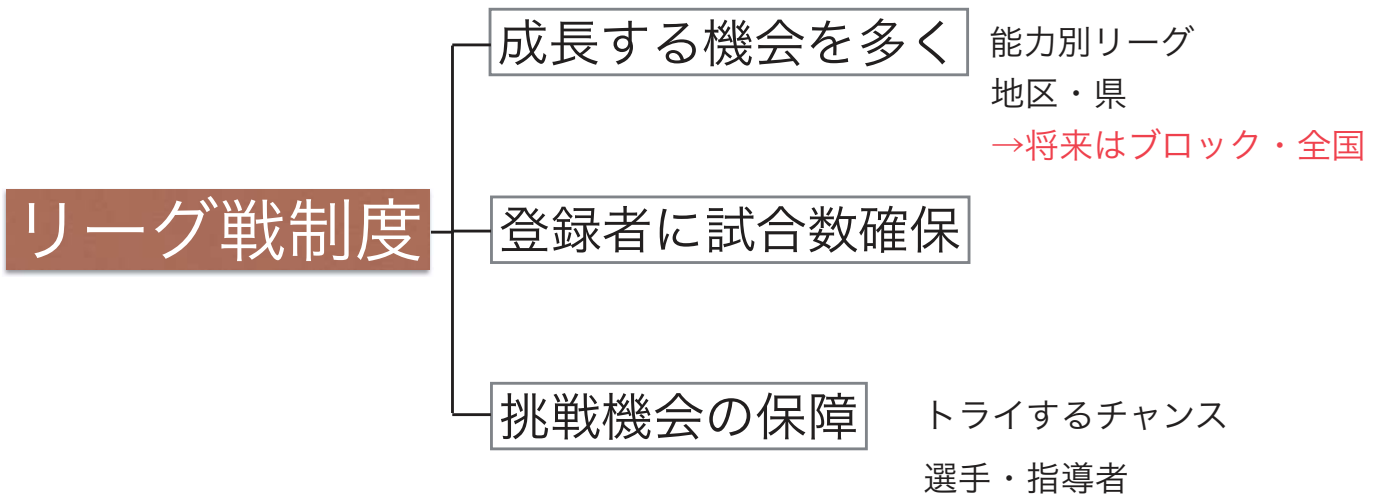 リーグ戦制度
成長する機会を多く
能力別リーグ
地区・県
→将来はブロック・全国
登録者に試合数確保
挑戦機会の保障
トライするチャンス
選手・指導者